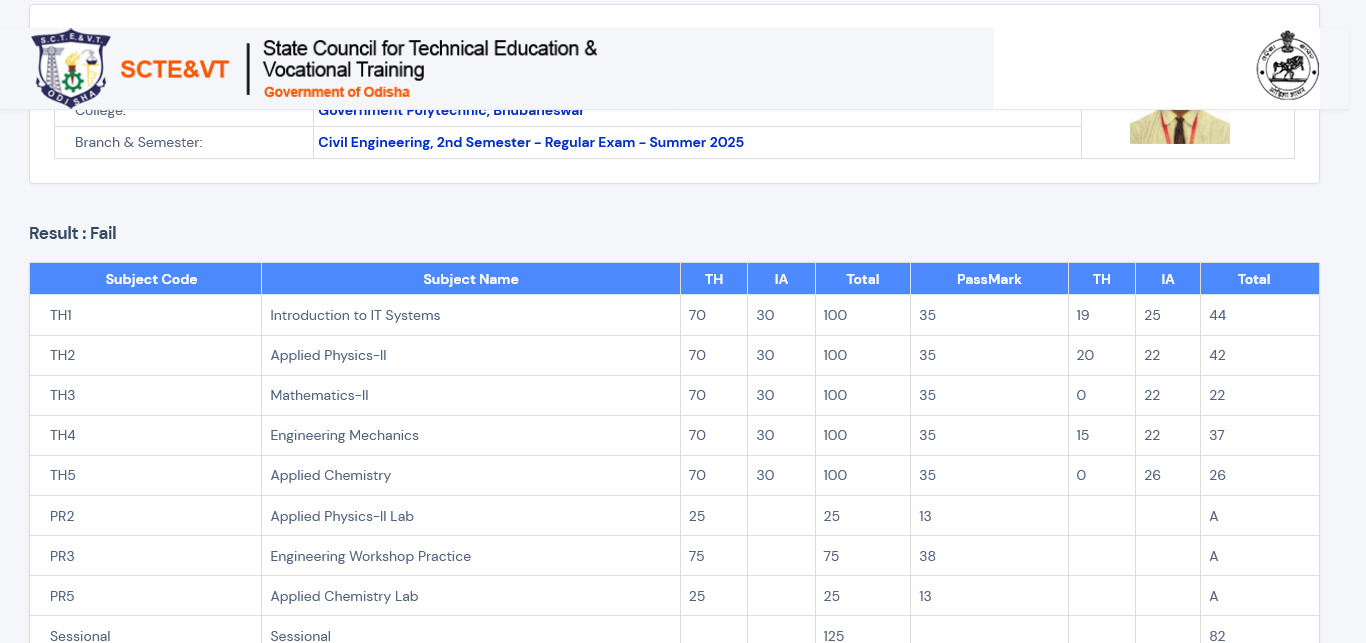 S.C.T.E.&V.T.
ODISHA
SCTE&VT
State Council for Technical Education &
Vocational Training
Government of Odisha
College: Government Polytechnic, Bhubaneswar
Branch & Semester: Civil Engineering, 2nd Semester - Regular Exam - Summer 2025
Result : Fail
Subject Code Subject Name TH IA Total PassMark TH IA Total
TH1 Introduction to IT Systems 70 30 100 35 19 25 44
TH2 Applied Physics-II 70 30 100 35 20 22 42
TH3 Mathematics-II 70 30 100 35 0 22 22
TH4 Engineering Mechanics 70 30 100 35 15 22 37
TH5 Applied Chemistry 70 30 100 35 0 26 26
PR2 Applied Physics-II Lab 25 25 13 A
PR3 Engineering Workshop Practice 75 75 38 A
PR5 Applied Chemistry Lab 25 25 13 A
Sessional Sessional 125 82